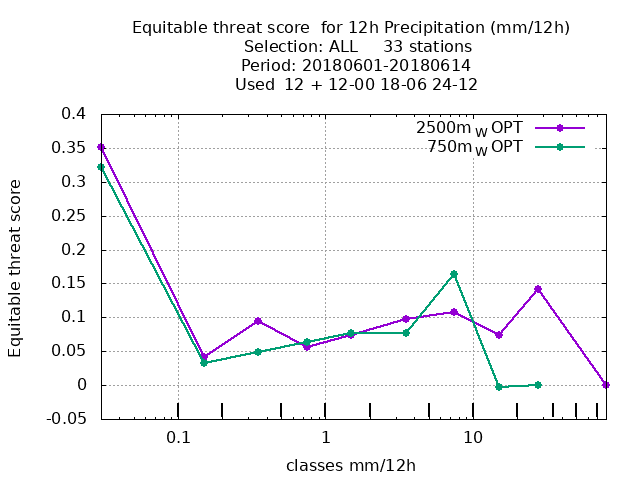 Equitable threat score  for 12h Precipitation (mm/12h)
Selection: ALL     33 stations
Period: 20180601-20180614
Used  12 + 12-00 18-06 24-12
2500m W OPT
750m W OPT
0.4
0.35
0.3
0.25
0.2
0.15
0.1
0.05
0
-0.05
Equitable threat score
0.1 1 10
classes mm/12h